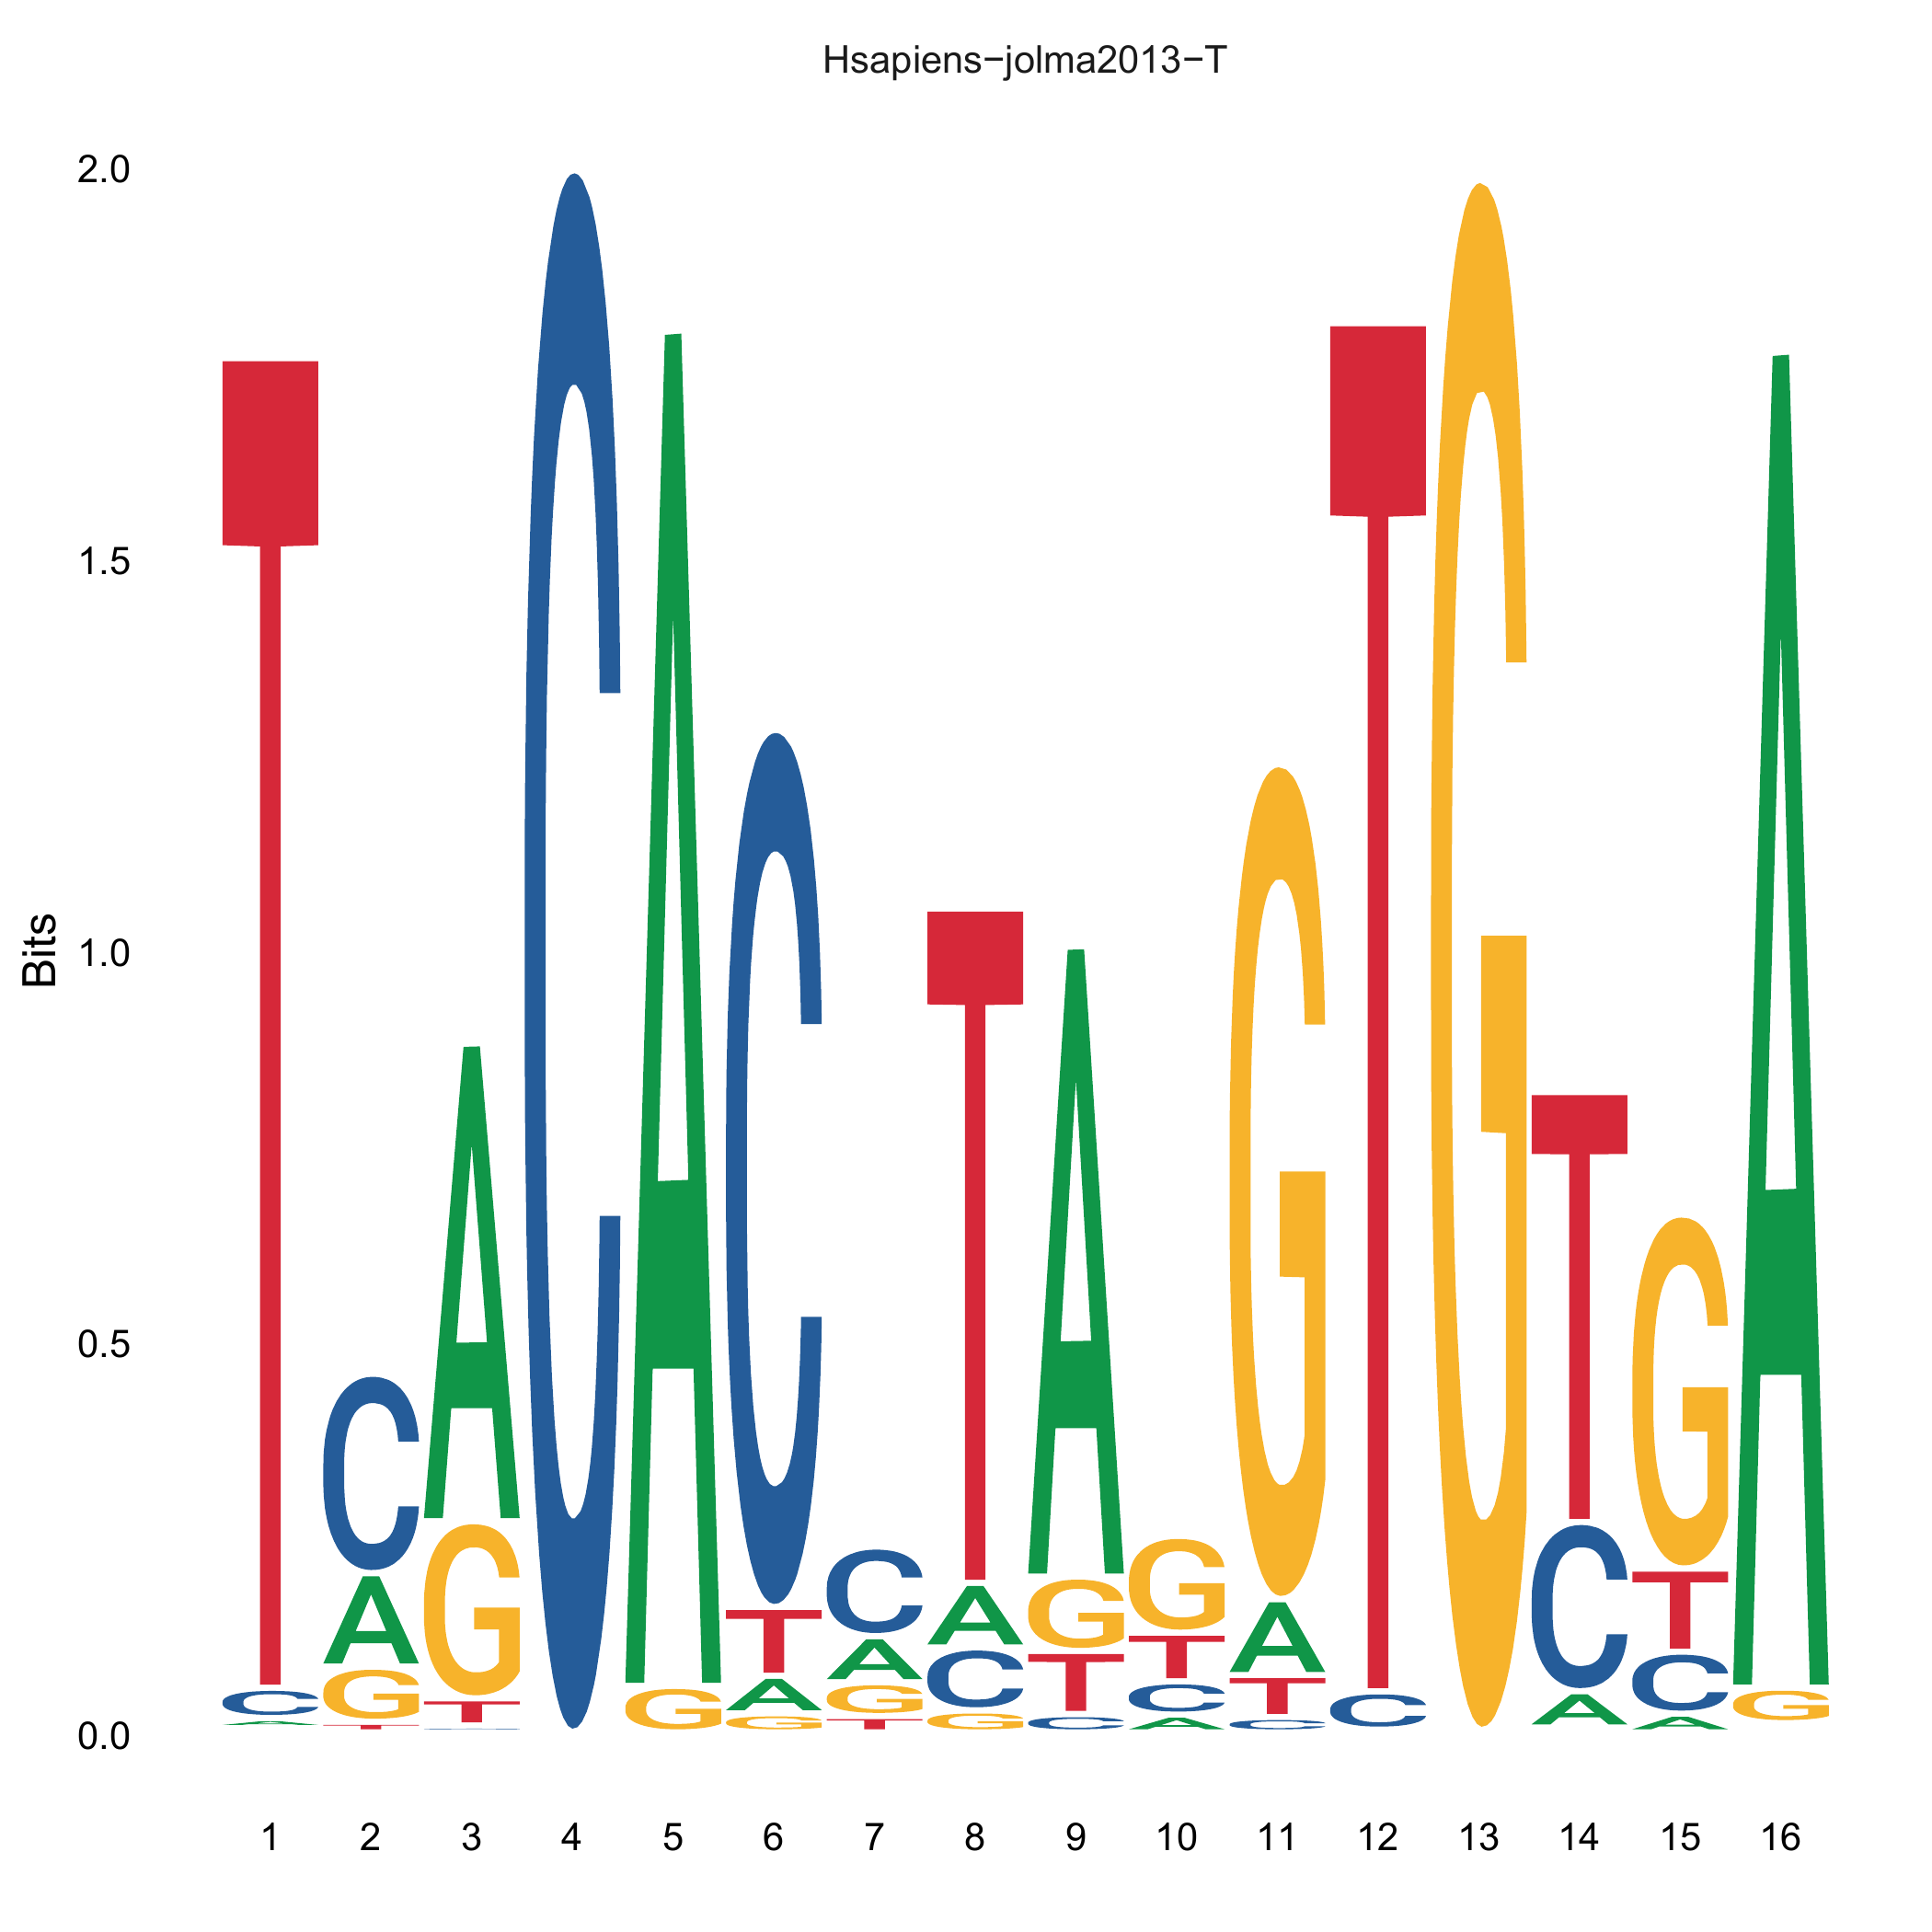 Hsapiens−jolma2013−T
2.0
1.5
1.0
0.5
0.0
Bits
T C A C A C C T A G G T G T G A
C A G G T A A G T A C C T G
A G T A G C T C T C A C
T C G T G C A C A
1 2 3 4 5 6 7 8 9 10 11 12 13 14 15 16